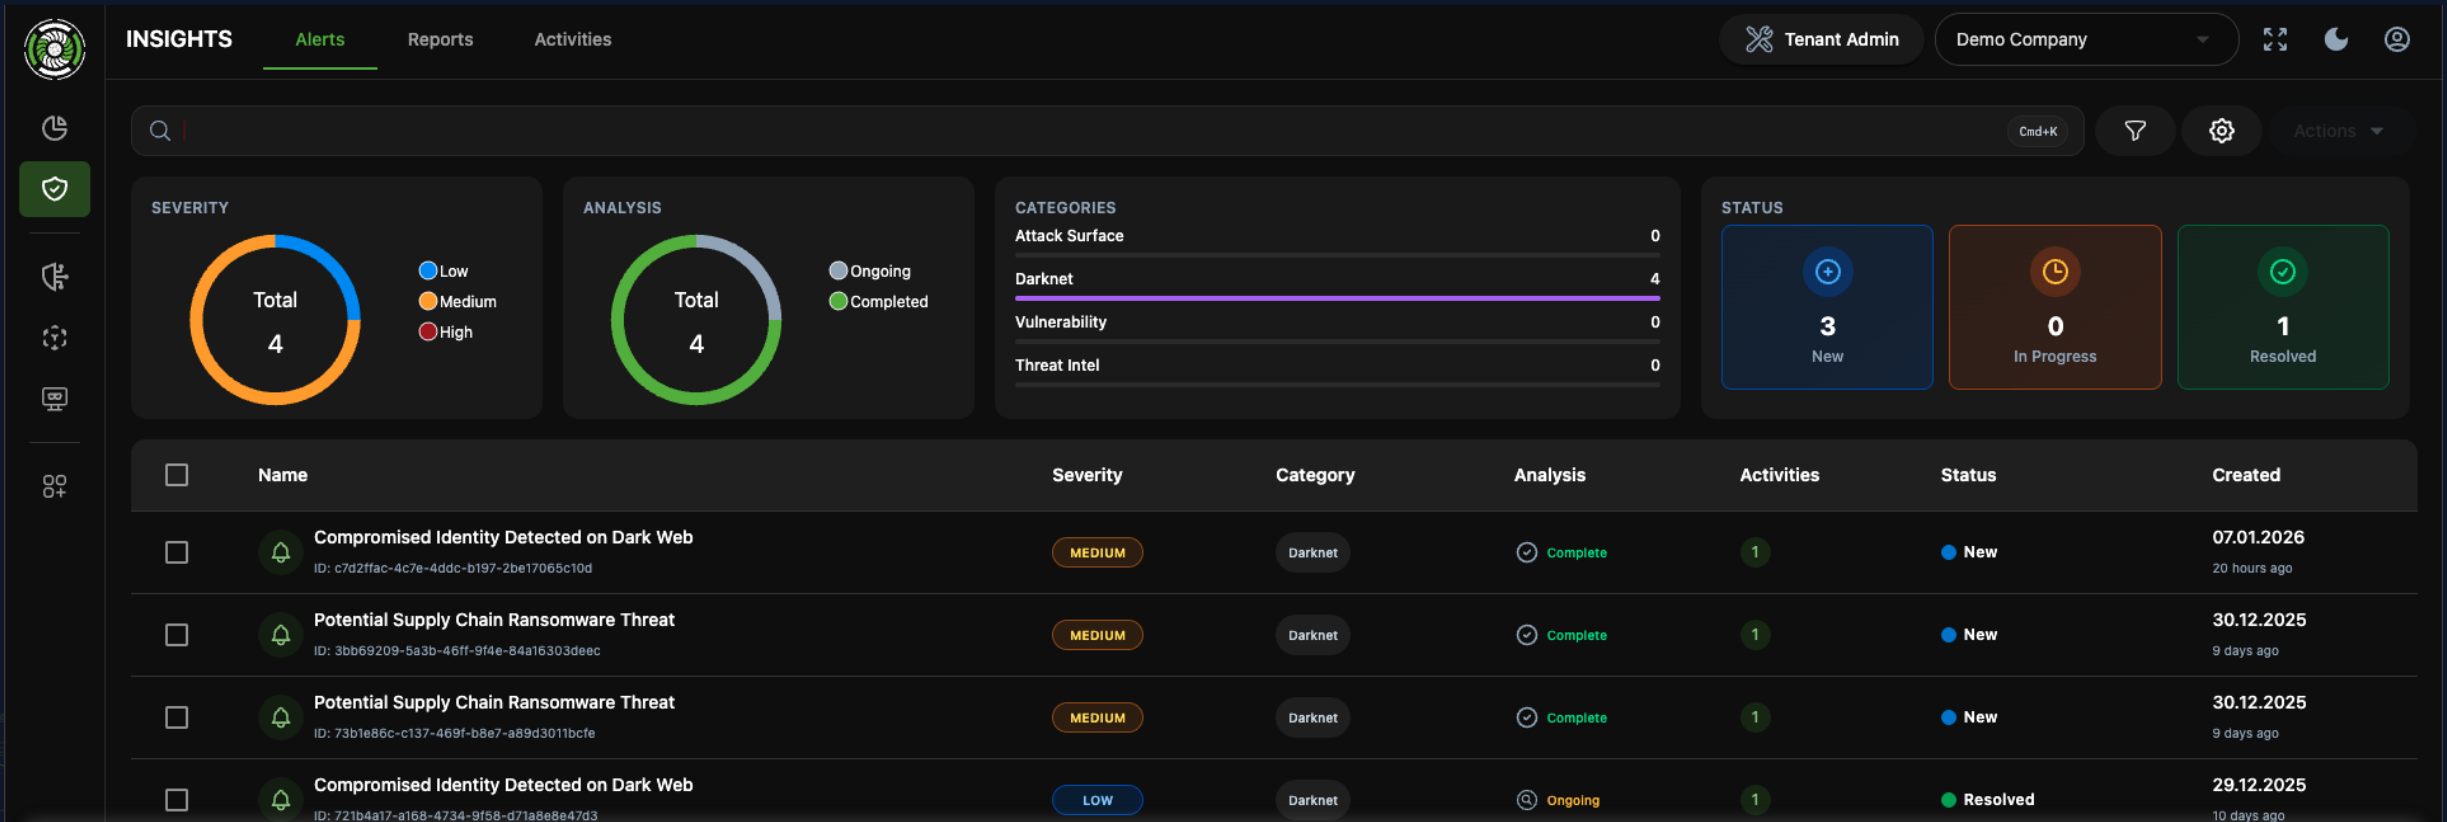 INSIGHTS Alerts Reports Activities Tenant Admin Demo Company
Cmd+K Actions
SEVERITY
Total
4
Low
Medium
High
ANALYSIS
Total
4
Ongoing
Completed
CATEGORIES
Attack Surface 0
Darknet 4
Vulnerability 0
Threat Intel 0
STATUS
3
New
0
In Progress
1
Resolved
Name Severity Category Analysis Activities Status Created
Compromised Identity Detected on Dark Web MEDIUM Darknet Complete 1 New 07.01.2026
ID: c7d2ffac-4c7e-4ddc-b197-2be17065c10d 20 hours ago
Potential Supply Chain Ransomware Threat MEDIUM Darknet Complete 1 New 30.12.2025
ID: 3bb69209-5a3b-46ff-9f4e-84a16303deec 9 days ago
Potential Supply Chain Ransomware Threat MEDIUM Darknet Complete 1 New 30.12.2025
ID: 73b1e86c-c137-469f-b8e7-a89d3011bcfe 9 days ago
Compromised Identity Detected on Dark Web LOW Darknet Ongoing 1 Resolved 29.12.2025
ID: 721b4a17-a168-4734-9f58-d71a8e8e47d3 10 days ago